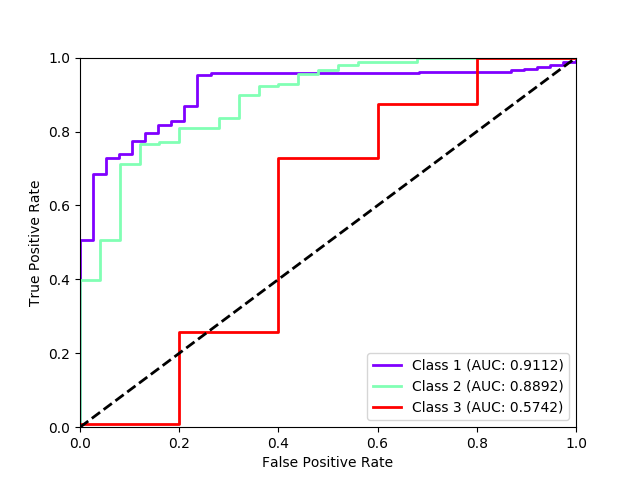 1.0
0.8
0.6
0.4
0.2
0.0
True Positive Rate
0.0 0.2 0.4 0.6 0.8 1.0
False Positive Rate
Class 1 (AUC: 0.9112)
Class 2 (AUC: 0.8892)
Class 3 (AUC: 0.5742)